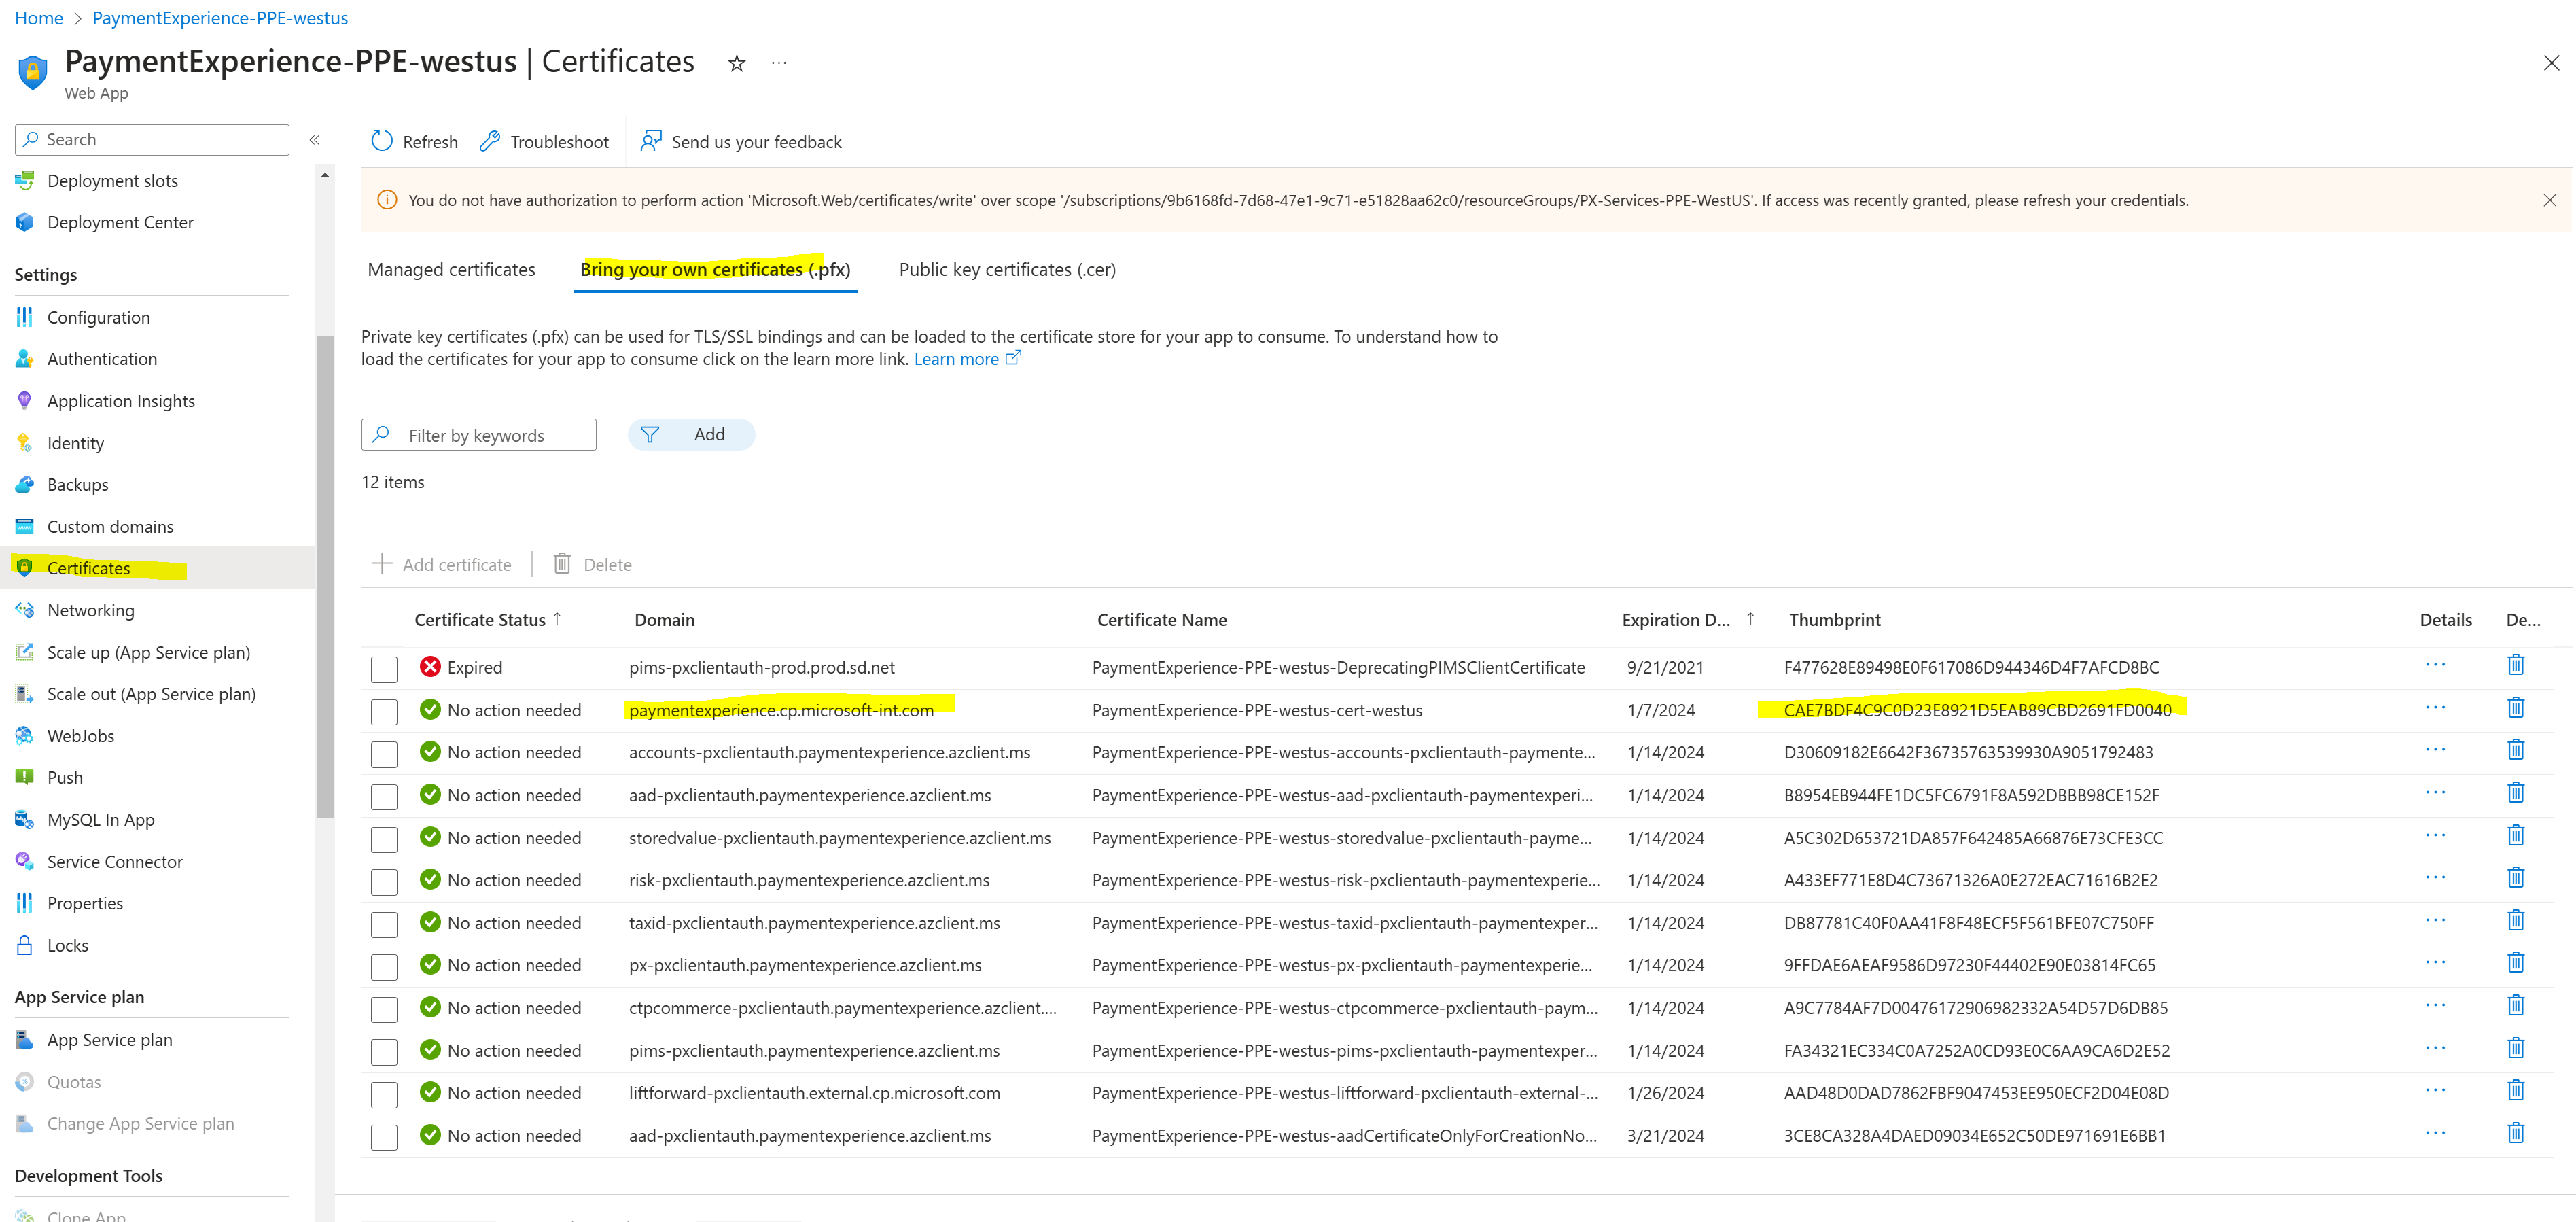 Home > PaymentExperience-PPE-westus
PaymentExperience-PPE-westus | Certificates
Web App
Search
Refresh Troubleshoot Send us your feedback
Deployment slots
Deployment Center
Settings
Configuration
Authentication
Application Insights
Identity
Backups
Custom domains
Certificates
Networking
Scale up (App Service plan)
Scale out (App Service plan)
WebJobs
Push
MySQL In App
Service Connector
Properties
Locks
App Service plan
App Service plan
Quotas
Change App Service plan
Development Tools
Clone App
You do not have authorization to perform action 'Microsoft.Web/certificates/write' over scope '/subscriptions/9b6168fd-7d68-47e1-9c71-e51828aa62c0/resourceGroups/PX-Services-PPE-WestUS'. If access was recently granted, please refresh your credentials.
Managed certificates Bring your own certificates (.pfx) Public key certificates (.cer)
Private key certificates (.pfx) can be used for TLS/SSL bindings and can be loaded to the certificate store for your app to consume. To understand how to
load the certificates for your app to consume click on the learn more link. Learn more
Filter by keywords Add
12 items
Add certificate Delete
Certificate Status ↑ Domain Certificate Name Expiration D... ↑ Thumbprint Details De...
Expired pims-pxclientauth-prod.prod.sd.net PaymentExperience-PPE-westus-DeprecatingPIMSClientCertificate 9/21/2021 F477628E89498E0F617086D944346D4F7AFCD8BC
No action needed paymentexperience.cp.microsoft-int.com PaymentExperience-PPE-westus-cert-westus 1/7/2024 CAE7BDF4C9C0D23E8921D5EAB89CBD2691FD0040
No action needed accounts-pxclientauth.paymentexperience.azclient.ms PaymentExperience-PPE-westus-accounts-pxclientauth-paymente... 1/14/2024 D30609182E6642F36735763539930A9051792483
No action needed aad-pxclientauth.paymentexperience.azclient.ms PaymentExperience-PPE-westus-aad-pxclientauth-paymentexperi... 1/14/2024 B8954EB944FE1DC5FC6791F8A592DBBB98CE152F
No action needed storedvalue-pxclientauth.paymentexperience.azclient.ms PaymentExperience-PPE-westus-storedvalue-pxclientauth-payme... 1/14/2024 A5C302D653721DA857F642485A66876E73CFE3CC
No action needed risk-pxclientauth.paymentexperience.azclient.ms PaymentExperience-PPE-westus-risk-pxclientauth-paymentexperie... 1/14/2024 A433EF771E8D4C73671326A0E272EAC71616B2E2
No action needed taxid-pxclientauth.paymentexperience.azclient.ms PaymentExperience-PPE-westus-taxid-pxclientauth-paymentexper... 1/14/2024 DB87781C40F0AA41F8F48ECF5F561BFE07C750FF
No action needed px-pxclientauth.paymentexperience.azclient.ms PaymentExperience-PPE-westus-px-pxclientauth-paymentexperie... 1/14/2024 9FFDAE6AEAF9586D97230F44402E90E03814FC65
No action needed ctpcommerce-pxclientauth.paymentexperience.azclient.... PaymentExperience-PPE-westus-ctpcommerce-pxclientauth-paym... 1/14/2024 A9C7784AF7D00476172906982332A54D57D6DB85
No action needed pims-pxclientauth.paymentexperience.azclient.ms PaymentExperience-PPE-westus-pims-pxclientauth-paymentexper... 1/14/2024 FA34321EC334C0A7252A0CD93E0C6AA9CA6D2E52
No action needed liftforward-pxclientauth.external.cp.microsoft.com PaymentExperience-PPE-westus-liftforward-pxclientauth-external-... 1/26/2024 AAD48D0DAD7862FBF9047453EE950ECF2D04E08D
No action needed aad-pxclientauth.paymentexperience.azclient.ms PaymentExperience-PPE-westus-aadCertificateOnlyForCreationNo... 3/21/2024 3CE8CA328A4DAED09034E652C50DE971691E6BB1